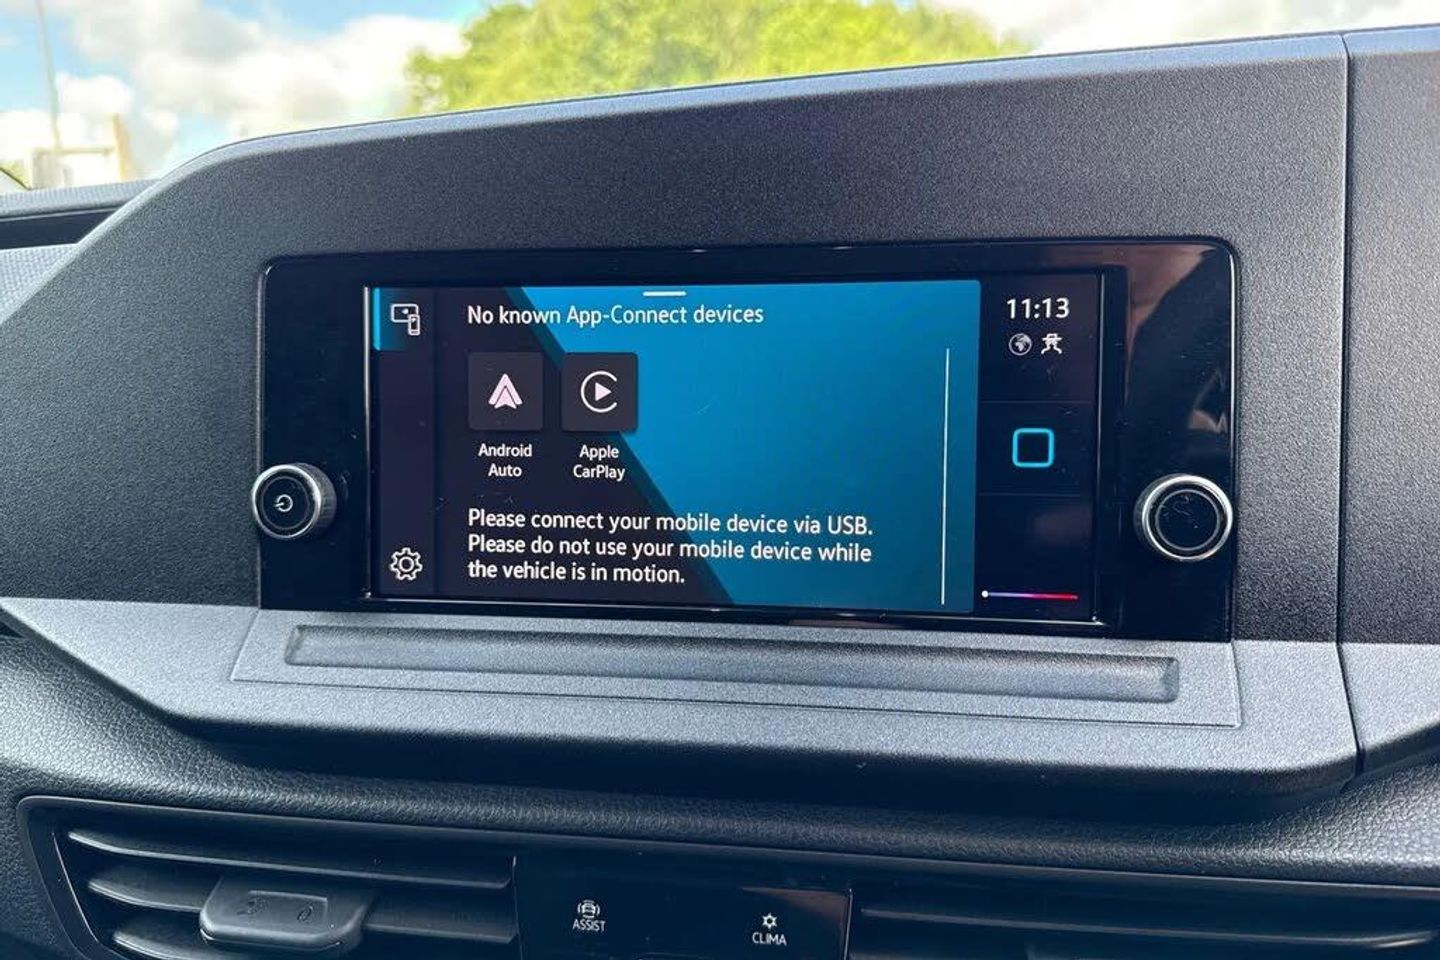 No known App-Connect devices
11:13
Android
Auto
Apple
CarPlay
Please connect your mobile device via USB.
Please do not use your mobile device while
the vehicle is in motion.
ASSIST
CLIMA